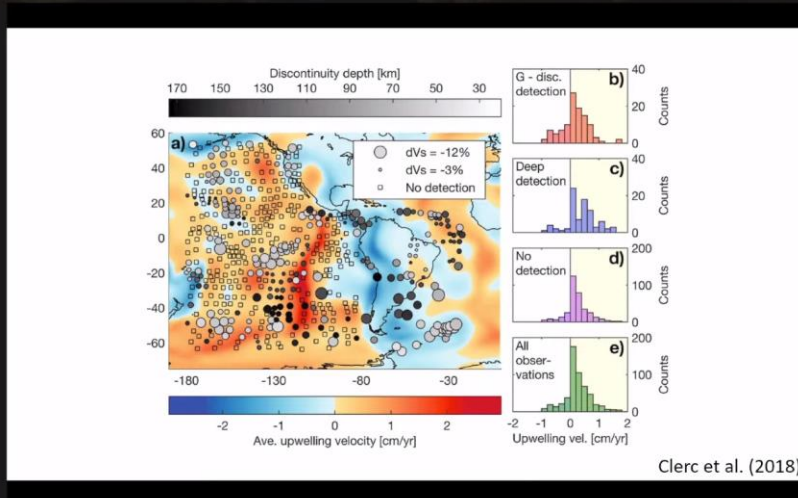 Discontinuity depth [km]
170 150 130 110 90 70 50 30
a)
dVs = -12%
dVs = -3%
No detection
60
40
20
0
-20
-40
-60
-180 -130 -80 -30
-2 -1 0 1 2
Ave. upwelling velocity [cm/yr]
G - disc.
detection
b)
40
20
0
Counts
Deep
detection
c)
40
20
0
Counts
No
detection
d)
200
100
0
Counts
All
obser-
vations
e)
200
100
0
Counts
-2 -1 0 1 2
Upwelling vel. [cm/yr]
Clerc et al. (2018)